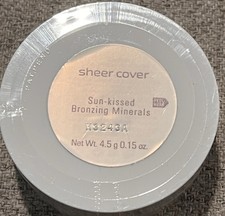 sheer cover
Sun-kissed
Bronzing Minerals
Net Wt. 4.5 g 0.15 oz.